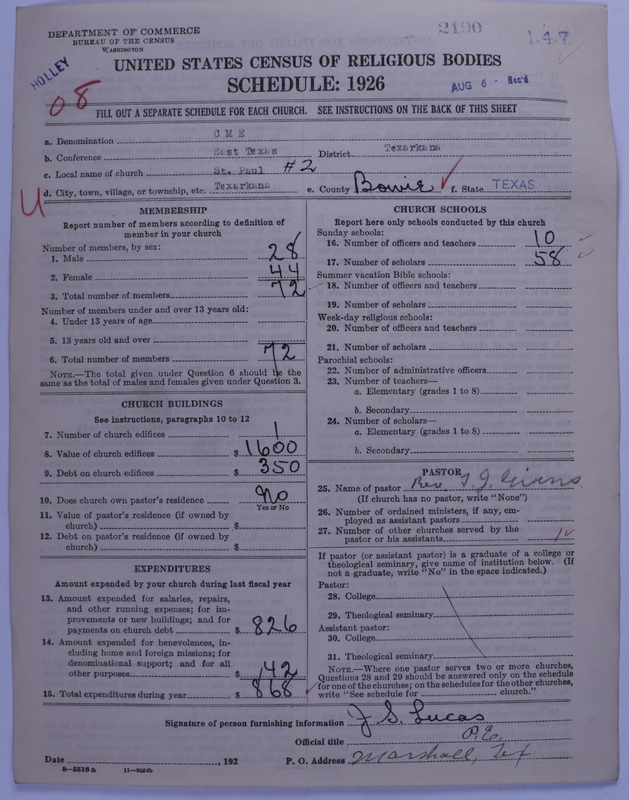 DEPARTMENT OF COMMERCE
BUREAU OF THE CENSUS
WASHINGTON
2190
1.4.7
HOLLEY
08
UNITED STATES CENSUS OF RELIGIOUS BODIES
SCHEDULE: 1926
AUG 6 - Rec'd
FILL OUT A SEPARATE SCHEDULE FOR EACH CHURCH. SEE INSTRUCTIONS ON THE BACK OF THIS SHEET
a. Denomination C M E
b. Conference East Texas District Texarkana
c. Local name of church St. Paul #2
d. City, town, village, or township, etc. Texarkana e. County Bowie f. State TEXAS
U
MEMBERSHIP
Report number of members according to definition of
member in your church
Number of members, by sex:
1. Male 28
2. Female 44
3. Total number of members 72
Number of members under and over 13 years old:
4. Under 13 years of age
5. 13 years old and over
6. Total number of members 72
NOTE.—The total given under Question 6 should be the
same as the total of males and females given under Question 3.
CHURCH BUILDINGS
See instructions, paragraphs 10 to 12
7. Number of church edifices 1
8. Value of church edifices $ 1600
9. Debt on church edifices $ 350
10. Does church own pastor's residence No
Yes or No
11. Value of pastor's residence (if owned by
church) $
12. Debt on pastor's residence (if owned by
church) $
EXPENDITURES
Amount expended by your church during last fiscal year
13. Amount expended for salaries, repairs,
and other running expenses; for im-
provements or new buildings; and for
payments on church debt $ 826
14. Amount expended for benevolences, in-
cluding home and foreign missions; for
denominational support; and for all
other purposes $ 42
15. Total expenditures during year $ 868
CHURCH SCHOOLS
Report here only schools conducted by this church
Sunday schools:
16. Number of officers and teachers 10
17. Number of scholars 58
Summer vacation Bible schools:
18. Number of officers and teachers
19. Number of scholars
Week-day religious schools:
20. Number of officers and teachers
21. Number of scholars
Parochial schools:
22. Number of administrative officers
23. Number of teachers—
a. Elementary (grades 1 to 8)
b. Secondary
24. Number of scholars—
a. Elementary (grades 1 to 8)
b. Secondary
PASTOR
25. Name of pastor Rev.
(If church has no pastor, write "None")
26. Number of ordained ministers, if any, em-
ployed as assistant pastors
27. Number of other churches served by the
pastor or his assistants
If pastor (or assistant pastor) is a graduate of a college or
theological seminary, give name of institution below. (If
not a graduate, write "No" in the space indicated.)
Pastor:
28. College
29. Theological seminary
Assistant pastor:
30. College
31. Theological seminary
NOTE.—Where one pastor serves two or more churches,
Questions 28 and 29 should be answered only on the schedule
for one of the churches; on the schedules for the other churches,
write "See schedule for church."
Signature of person furnishing information J. S. Lucas
Official title P.E.
Date , 192 P. O. Address Marshall, Tex
8—5518a 11—9234b